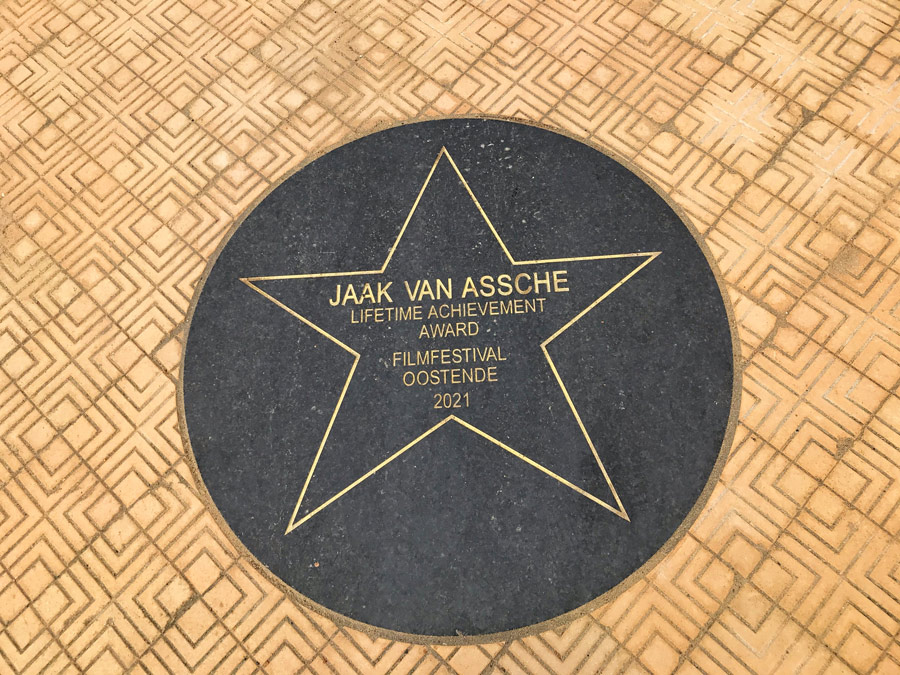 JAAK VAN ASSCHE
LIFETIME ACHIEVEMENT
AWARD
FILMFESTIVAL
OOSTENDE
2021